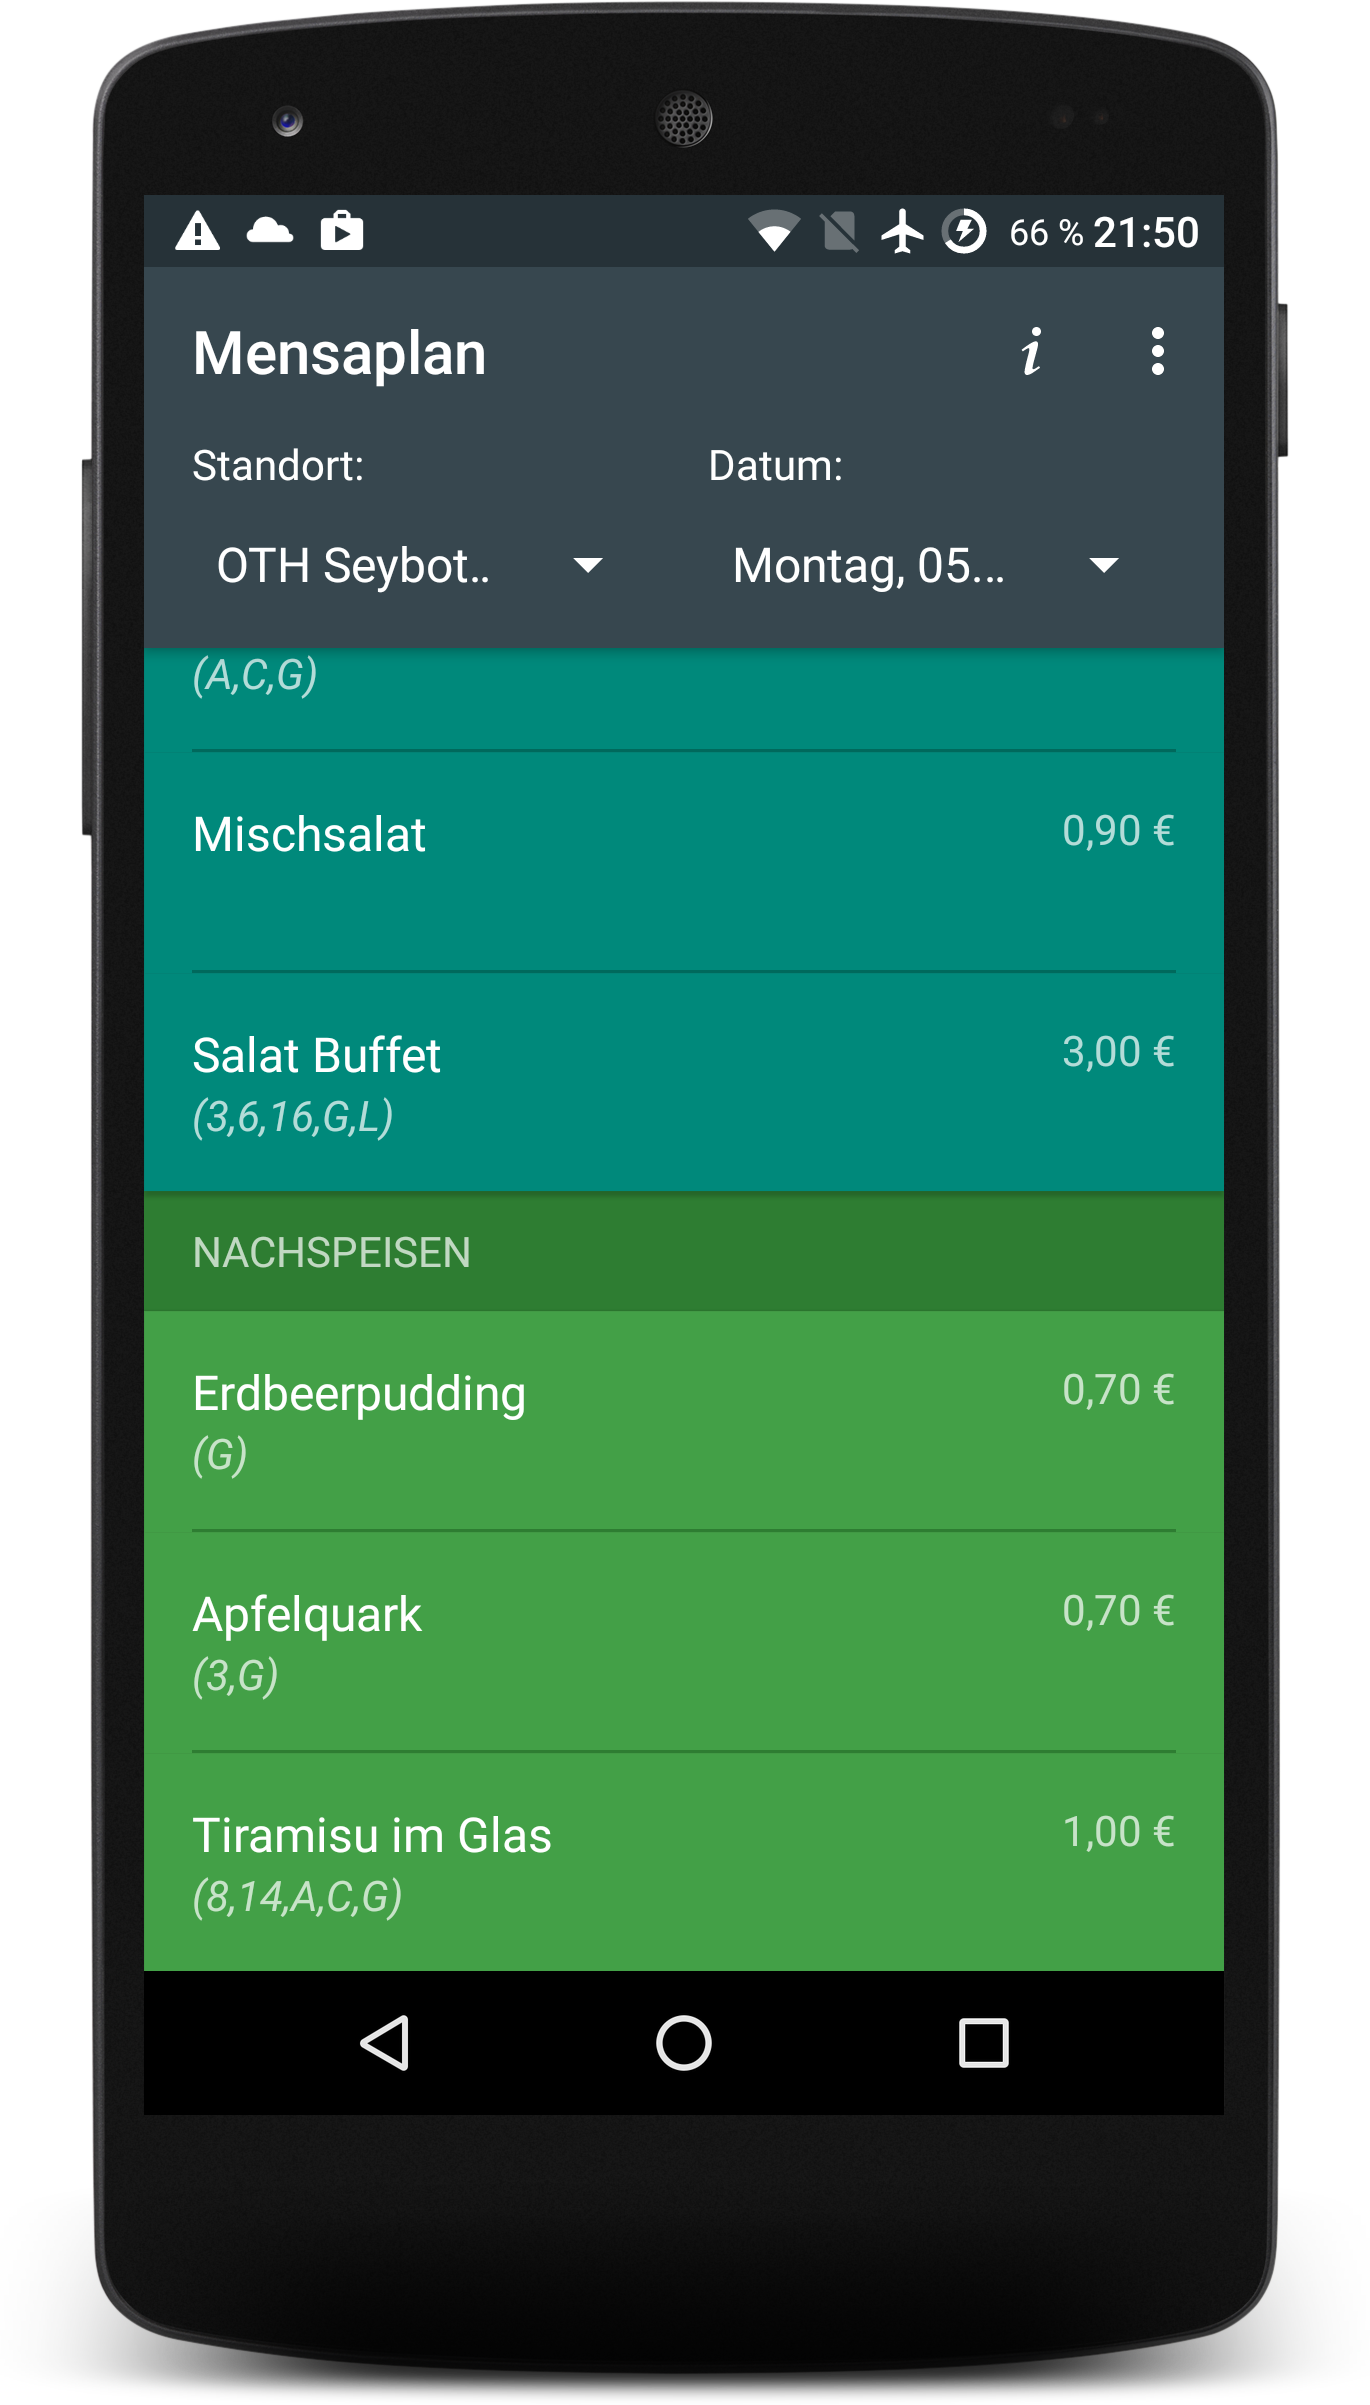 66 % 21:50
Mensaplan
Standort: Datum:
OTH Seybot.. Montag, 05...
(A,C,G)
Mischsalat 0,90 €
Salat Buffet 3,00 €
(3,6,16,G,L)
NACHSPEISEN
Erdbeerpudding 0,70 €
(G)
Apfelquark 0,70 €
(3,G)
Tiramisu im Glas 1,00 €
(8,14,A,C,G)